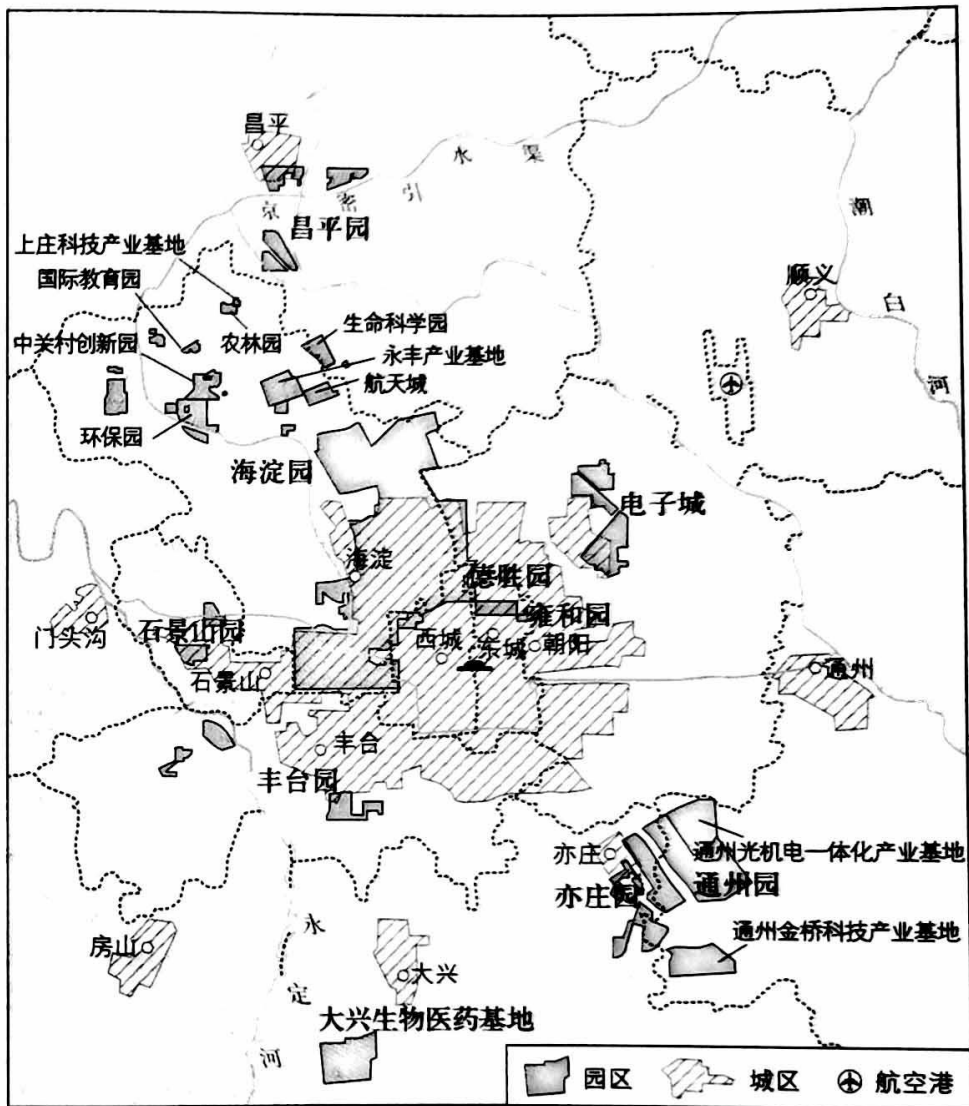 昌平
京密引水渠
昌平园
潮白河
上庄科技产业基地
国际教育园
顺义
农林园
生命科学园
中关村创新园
永丰产业基地
航天城
环保园
海淀园
电子城
海淀
德胜园
雍和园
门头沟
石景山园
西城
东城
朝阳
石景山
通州
丰台
丰台园
亦庄
通州光机电一体化产业基地
亦庄园
通州园
通州金桥科技产业基地
房山
永定河
大兴
大兴生物医药基地
园区
城区
航空港